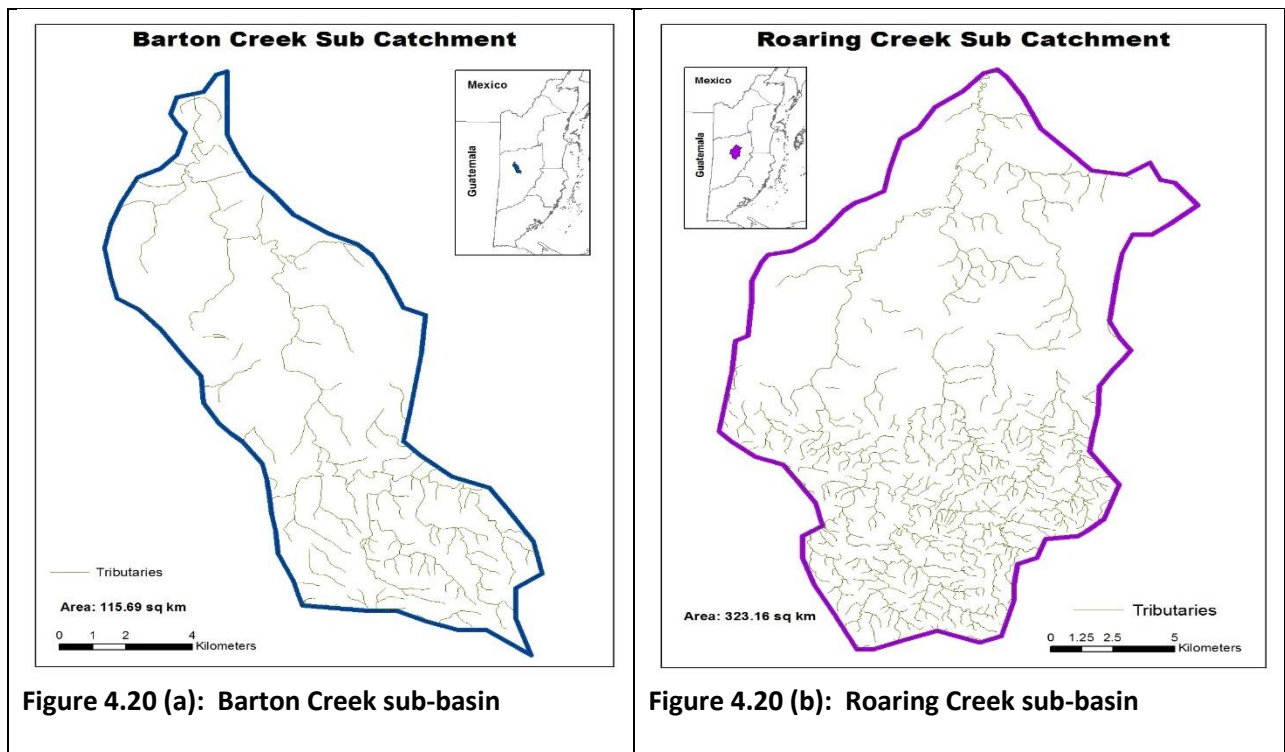 Barton Creek Sub Catchment
Mexico
Guatemala
Tributaries
Area: 115.69 sq km
0 1 2 4
Kilometers
Figure 4.20 (a): Barton Creek sub-basin
Roaring Creek Sub Catchment
Mexico
Guatemala
Area: 323.16 sq km
Tributaries
0 1.25 2.5 5
Kilometers
Figure 4.20 (b): Roaring Creek sub-basin